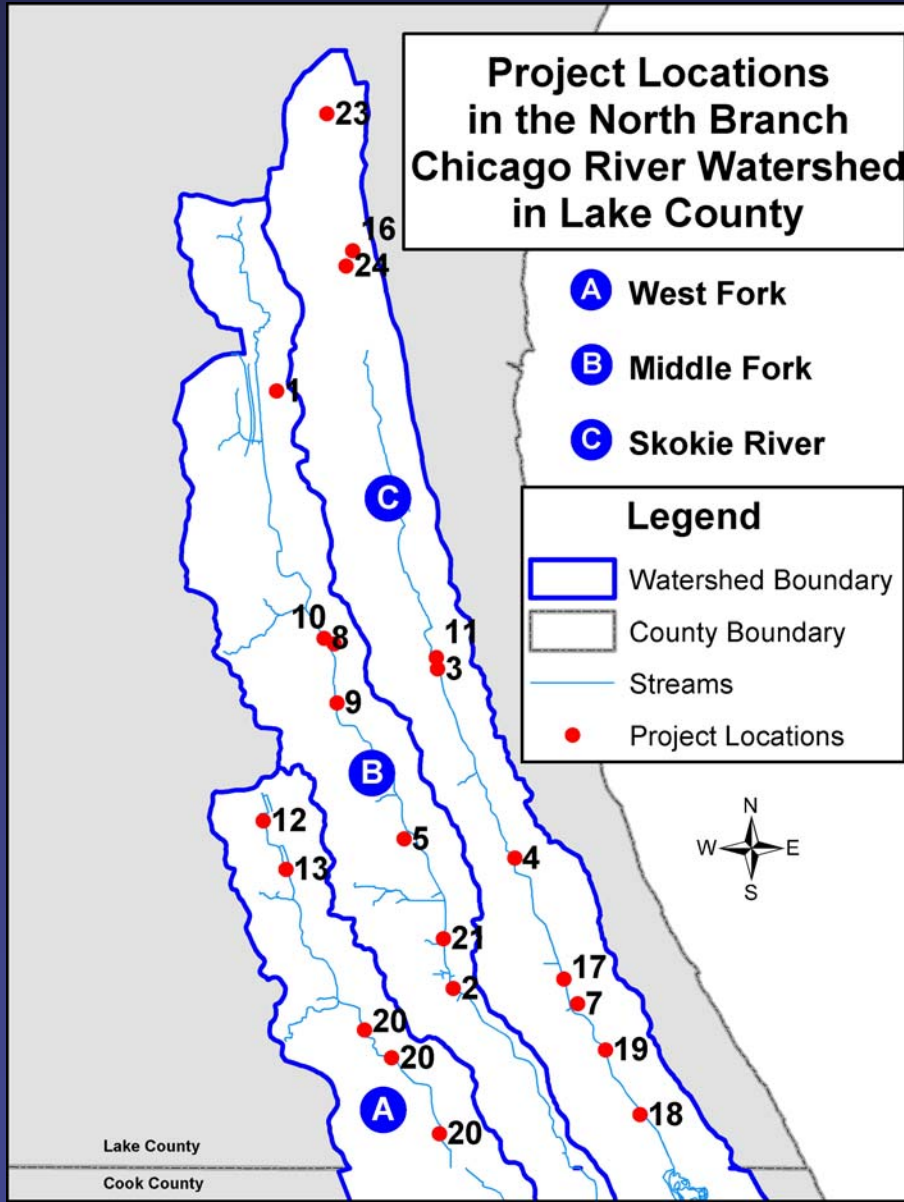 Project Locations
in the North Branch
Chicago River Watershed
in Lake County
A West Fork
B Middle Fork
C Skokie River
Legend
Watershed Boundary
County Boundary
Streams
Project Locations
N
W E
S
23
16
24
1
C
11
10
8
3
9
B
12
5
4
13
21
17
2
7
20
19
20
A
18
20
Lake County
Cook County